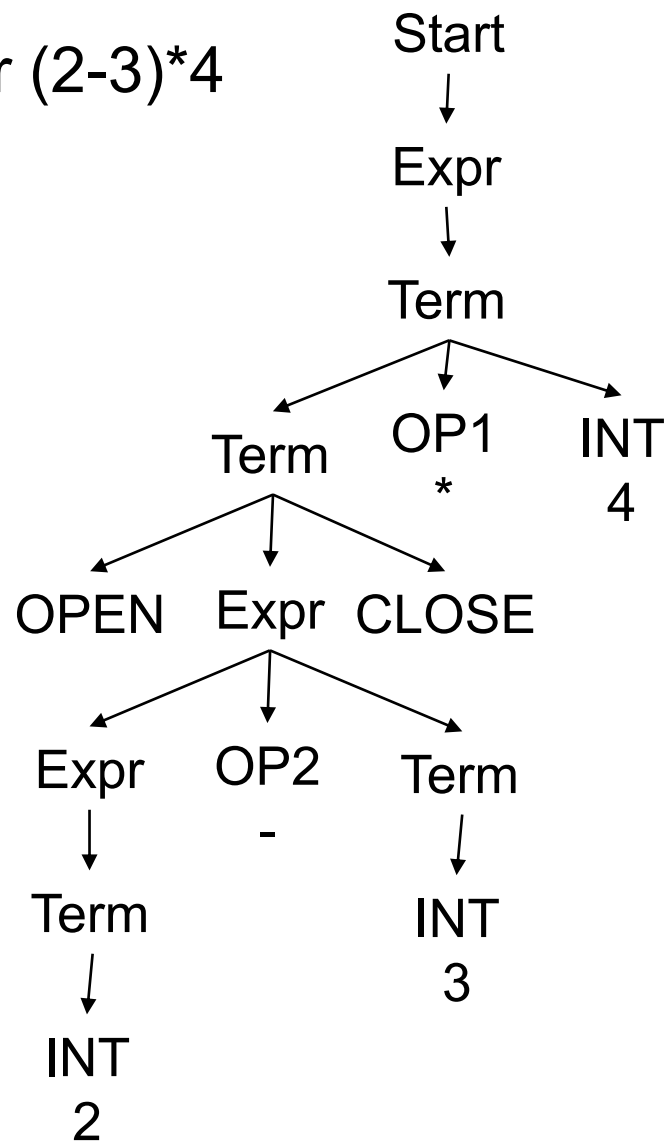 r (2-3)*4
Start
Expr
Term
Term OP1 INT
* 4
OPEN Expr CLOSE
Expr OP2 Term
-
Term INT
3
INT
2